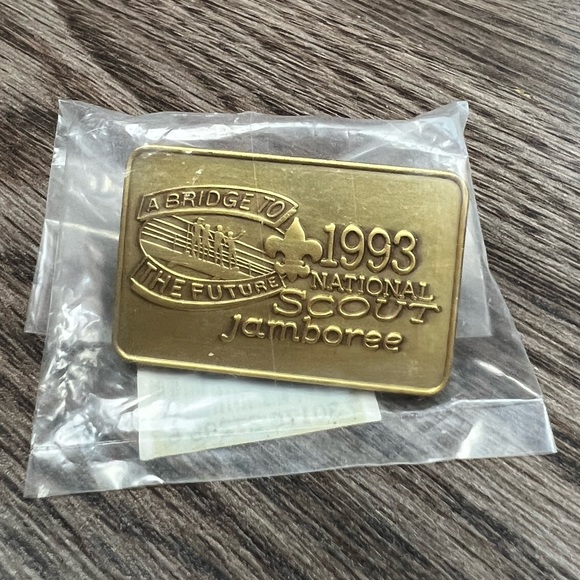 A BRIDGE TO
THE FUTURE
1993
NATIONAL
SCOUT
jamboree